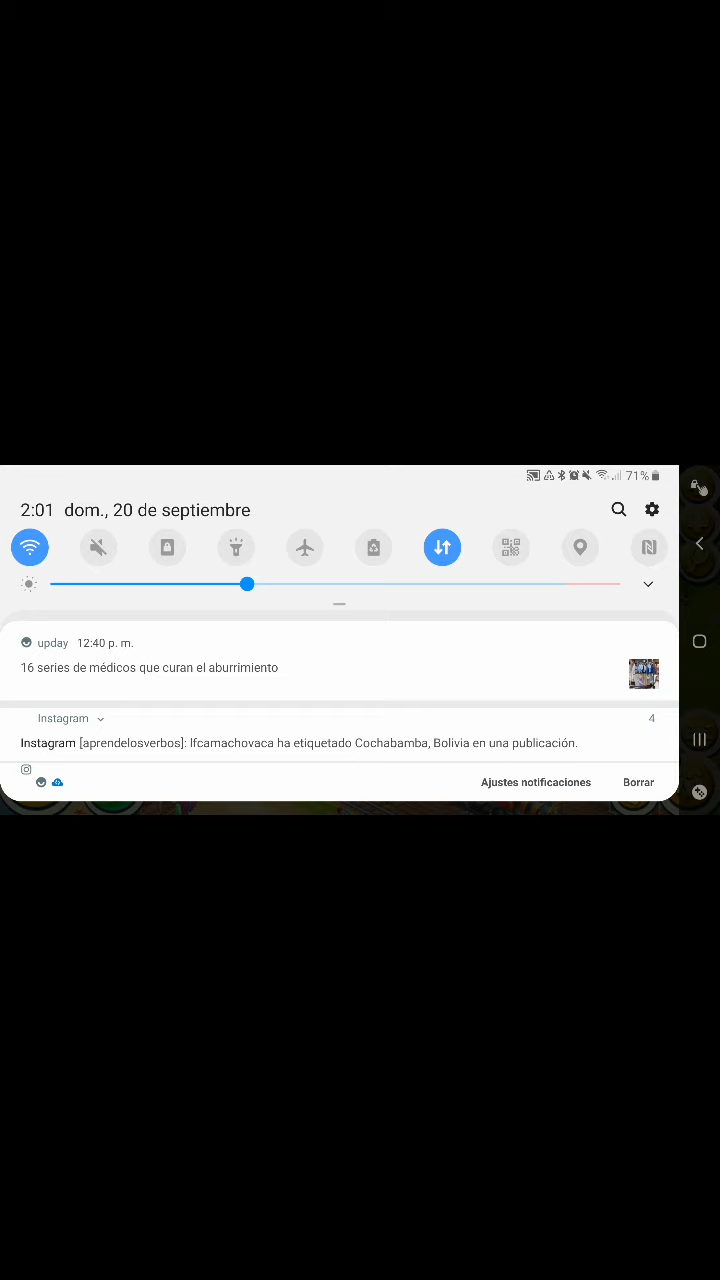 71%
2:01 dom., 20 de septiembre
upday 12:40 p. m.
16 series de médicos que curan el aburrimiento
Instagram 4
Instagram [aprendelosverbos]: lfcamachovaca ha etiquetado Cochabamba, Bolivia en una publicación.
Ajustes notificaciones Borrar